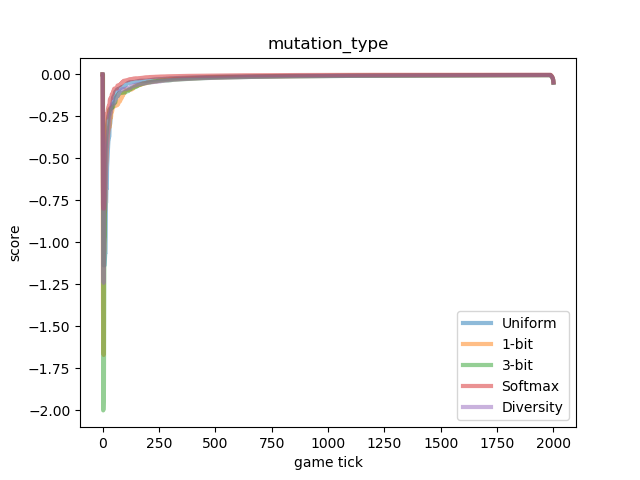 mutation_type
0.00
−0.25
−0.50
−0.75
−1.00
−1.25
−1.50
−1.75
−2.00
score
Uniform
1-bit
3-bit
Softmax
Diversity
0 250 500 750 1000 1250 1500 1750 2000
game tick